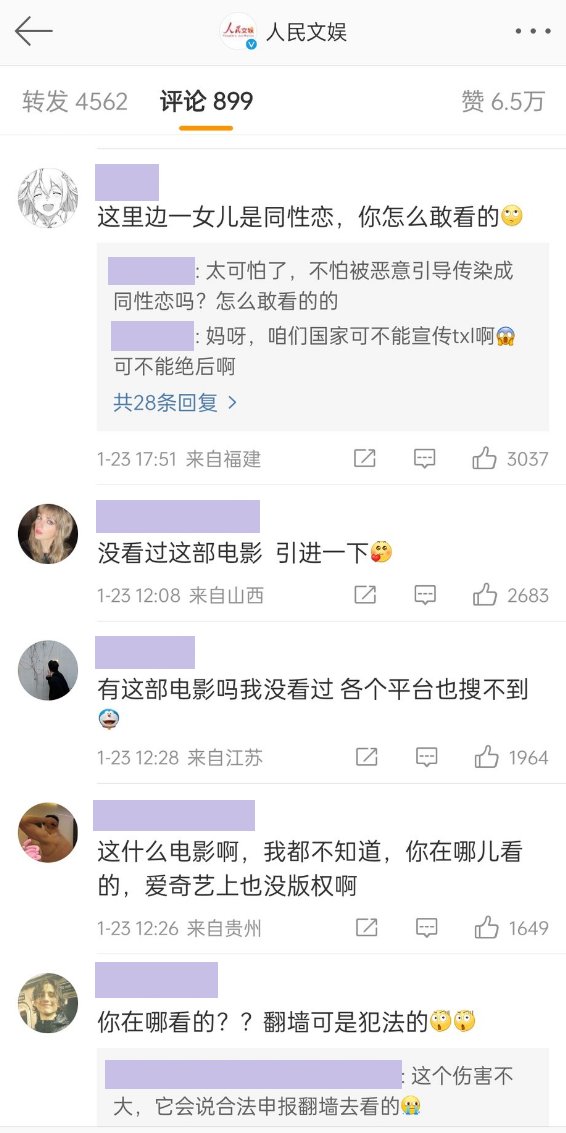 人民文娱
人民文娱
转发 4562 评论 899 赞 6.5万
这里边一女儿是同性恋，你怎么敢看的🙄
: 太可怕了，不怕被恶意引导传染成
同性恋吗？怎么敢看的的
: 妈呀，咱们国家可不能宣传txl啊😱
可不能绝后啊
共28条回复 >
1-23 17:51 来自福建 3037
没看过这部电影 引进一下
1-23 12:08 来自山西 2683
有这部电影吗我没看过 各个平台也搜不到
1-23 12:28 来自江苏 1964
这什么电影啊，我都不知道，你在哪儿看
的，爱奇艺上也没版权啊
1-23 12:26 来自贵州 1649
你在哪看的？？翻墙可是犯法的😲😲
: 这个伤害不
大，它会说合法申报翻墙去看的😭